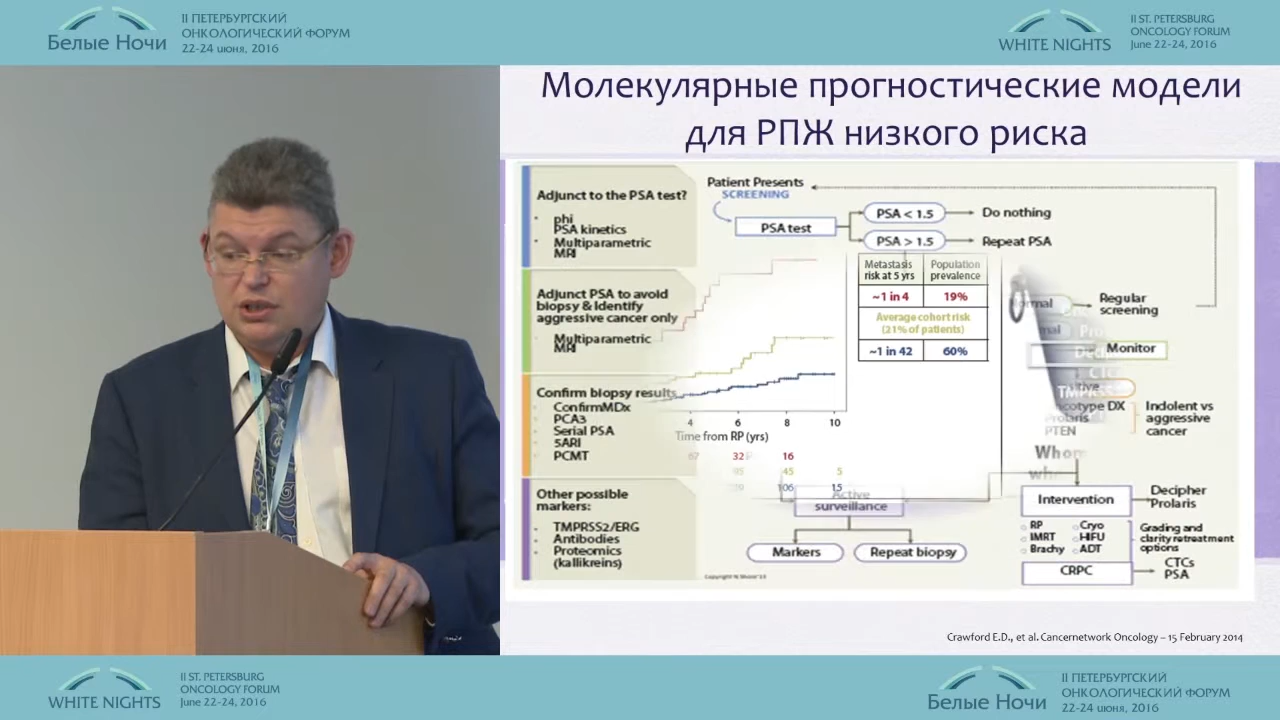 II ПЕТЕРБУРГСКИЙ
ОНКОЛОГИЧЕСКИЙ ФОРУМ
Белые Ночи
22-24 июня, 2016
II ST. PETERSBURG
ONCOLOGY FORUM
WHITE NIGHTS
June 22-24, 2016
Молекулярные прогностические модели
для РПЖ низкого риска
Adjunct to the PSA test?
phi
PSA kinetics
Multiparametric
MRI
Adjunct PSA to avoid
biopsy & Identify
aggressive cancer only
Multiparametric
MRI
Confirm biopsy results
ConfirmMDx
PCA3
Serial PSA
5ARI
PCMT
Other possible
markers:
TMPRSS2/ERG
Antibodies
Proteomics
(kallikreins)
Patient Presents
SCREENING
PSA test
PSA < 1.5
Do nothing
PSA > 1.5
Repeat PSA
Metastasis
risk at 5 yrs
Population
prevalence
~1 in 4
19%
Average cohort risk
(21% of patients)
~1 in 42
60%
Regular
screening
Monitor
Indolent vs
aggressive
cancer
4 6 8 10
Time from RP (yrs)
67 32 16
45 5
106 15
Active
surveillance
Markers
Repeat biopsy
Intervention
Decipher
Prolaris
RP
IMRT
Brachy
Cryo
HIFU
ADT
Grading and
clarity retreatment
options
CRPC
CTCs
PSA
Crawford E.D., et al. Cancernetwork Oncology – 15 February 2014
WHITE NIGHTS
II ST. PETERSBURG
ONCOLOGY FORUM
June 22-24, 2016
Белые Ночи
II ПЕТЕРБУРГСКИЙ
ОНКОЛОГИЧЕСКИЙ ФОРУМ
22-24 июня, 2016